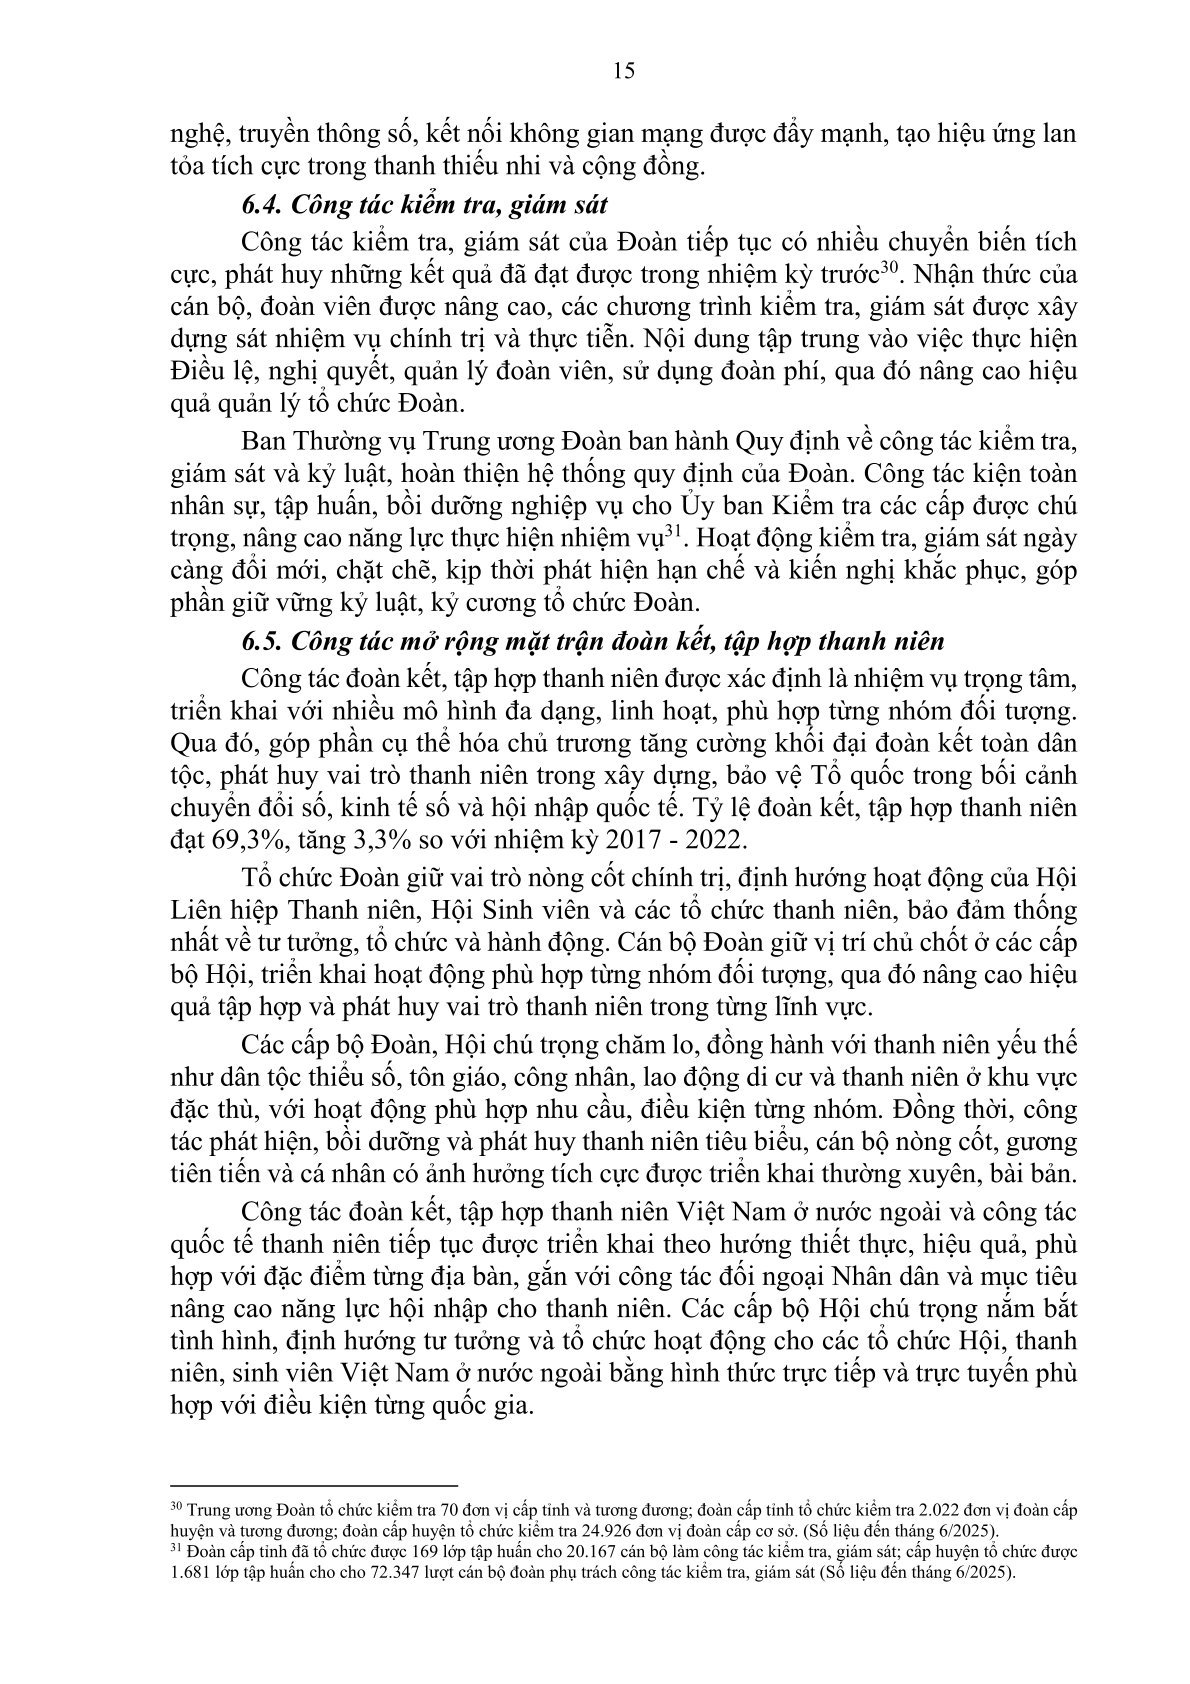 15
nghệ, truyền thông số, kết nối không gian mạng được đẩy mạnh, tạo hiệu ứng lan
tỏa tích cực trong thanh thiếu nhi và cộng đồng.
6.4. Công tác kiểm tra, giám sát
Công tác kiểm tra, giám sát của Đoàn tiếp tục có nhiều chuyển biến tích
cực, phát huy những kết quả đã đạt được trong nhiệm kỳ trước30. Nhận thức của
cán bộ, đoàn viên được nâng cao, các chương trình kiểm tra, giám sát được xây
dựng sát nhiệm vụ chính trị và thực tiễn. Nội dung tập trung vào việc thực hiện
Điều lệ, nghị quyết, quản lý đoàn viên, sử dụng đoàn phí, qua đó nâng cao hiệu
quả quản lý tổ chức Đoàn.
Ban Thường vụ Trung ương Đoàn ban hành Quy định về công tác kiểm tra,
giám sát và kỷ luật, hoàn thiện hệ thống quy định của Đoàn. Công tác kiện toàn
nhân sự, tập huấn, bồi dưỡng nghiệp vụ cho Ủy ban Kiểm tra các cấp được chú
trọng, nâng cao năng lực thực hiện nhiệm vụ31. Hoạt động kiểm tra, giám sát ngày
càng đổi mới, chặt chẽ, kịp thời phát hiện hạn chế và kiến nghị khắc phục, góp
phần giữ vững kỷ luật, kỷ cương tổ chức Đoàn.
6.5. Công tác mở rộng mặt trận đoàn kết, tập hợp thanh niên
Công tác đoàn kết, tập hợp thanh niên được xác định là nhiệm vụ trọng tâm,
triển khai với nhiều mô hình đa dạng, linh hoạt, phù hợp từng nhóm đối tượng.
Qua đó, góp phần cụ thể hóa chủ trương tăng cường khối đại đoàn kết toàn dân
tộc, phát huy vai trò thanh niên trong xây dựng, bảo vệ Tổ quốc trong bối cảnh
chuyển đổi số, kinh tế số và hội nhập quốc tế. Tỷ lệ đoàn kết, tập hợp thanh niên
đạt 69,3%, tăng 3,3% so với nhiệm kỳ 2017 - 2022.
Tổ chức Đoàn giữ vai trò nòng cốt chính trị, định hướng hoạt động của Hội
Liên hiệp Thanh niên, Hội Sinh viên và các tổ chức thanh niên, bảo đảm thống
nhất về tư tưởng, tổ chức và hành động. Cán bộ Đoàn giữ vị trí chủ chốt ở các cấp
bộ Hội, triển khai hoạt động phù hợp từng nhóm đối tượng, qua đó nâng cao hiệu
quả tập hợp và phát huy vai trò thanh niên trong từng lĩnh vực.
Các cấp bộ Đoàn, Hội chú trọng chăm lo, đồng hành với thanh niên yếu thế
như dân tộc thiểu số, tôn giáo, công nhân, lao động di cư và thanh niên ở khu vực
đặc thù, với hoạt động phù hợp nhu cầu, điều kiện từng nhóm. Đồng thời, công
tác phát hiện, bồi dưỡng và phát huy thanh niên tiêu biểu, cán bộ nòng cốt, gương
tiên tiến và cá nhân có ảnh hưởng tích cực được triển khai thường xuyên, bài bản.
Công tác đoàn kết, tập hợp thanh niên Việt Nam ở nước ngoài và công tác
quốc tế thanh niên tiếp tục được triển khai theo hướng thiết thực, hiệu quả, phù
hợp với đặc điểm từng địa bàn, gắn với công tác đối ngoại Nhân dân và mục tiêu
nâng cao năng lực hội nhập cho thanh niên. Các cấp bộ Hội chú trọng nắm bắt
tình hình, định hướng tư tưởng và tổ chức hoạt động cho các tổ chức Hội, thanh
niên, sinh viên Việt Nam ở nước ngoài bằng hình thức trực tiếp và trực tuyến phù
hợp với điều kiện từng quốc gia.
30 Trung ương Đoàn tổ chức kiểm tra 70 đơn vị cấp tỉnh và tương đương; đoàn cấp tỉnh tổ chức kiểm tra 2.022 đơn vị đoàn cấp
huyện và tương đương; đoàn cấp huyện tổ chức kiểm tra 24.926 đơn vị đoàn cấp cơ sở. (Số liệu đến tháng 6/2025).
31 Đoàn cấp tỉnh đã tổ chức được 169 lớp tập huấn cho 20.167 cán bộ làm công tác kiểm tra, giám sát; cấp huyện tổ chức được
1.681 lớp tập huấn cho cho 72.347 lượt cán bộ đoàn phụ trách công tác kiểm tra, giám sát (Số liệu đến tháng 6/2025).